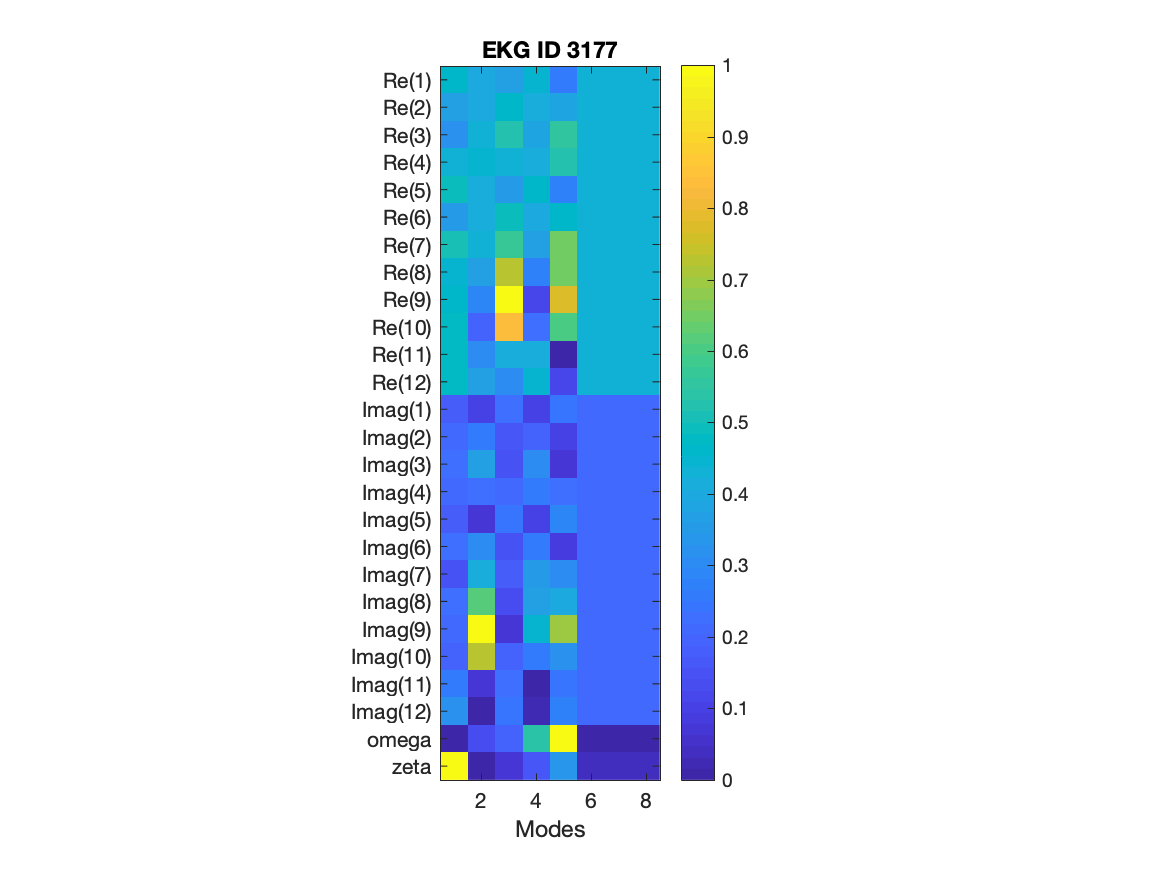 EKG ID 3177
Re(1)
Re(2)
Re(3)
Re(4)
Re(5)
Re(6)
Re(7)
Re(8)
Re(9)
Re(10)
Re(11)
Re(12)
Imag(1)
Imag(2)
Imag(3)
Imag(4)
Imag(5)
Imag(6)
Imag(7)
Imag(8)
Imag(9)
Imag(10)
Imag(11)
Imag(12)
omega
zeta
2 4 6 8
Modes
1
0.9
0.8
0.7
0.6
0.5
0.4
0.3
0.2
0.1
0